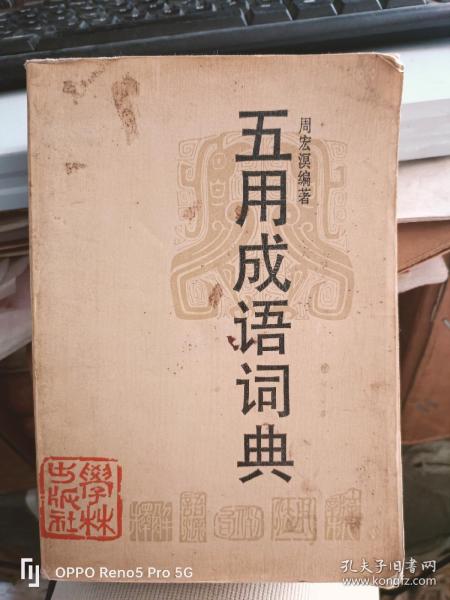 五用成语词典
周宏溟编著
學林
出版社
OPPO Reno5 Pro 5G
孔夫子旧书网
www.kongfz.com